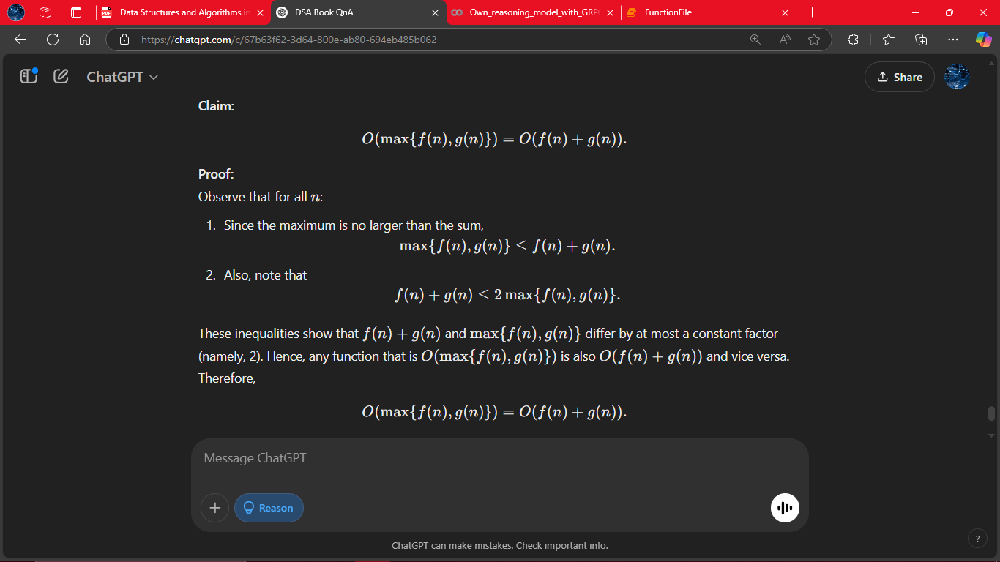 Data Structures and Algorithms in
DSA Book QnA
Own_reasoning_model_with_GRP
FunctionFile
https://chatgpt.com/c/67b63f62-3d64-800e-ab80-694eb485b062
ChatGPT
Share
Claim:
O(max{f(n), g(n)}) = O(f(n) + g(n)).
Proof:
Observe that for all n:
1. Since the maximum is no larger than the sum,
max{f(n), g(n)} ≤ f(n) + g(n).
2. Also, note that
f(n) + g(n) ≤ 2 max{f(n), g(n)}.
These inequalities show that f(n) + g(n) and max{f(n), g(n)} differ by at most a constant factor
(namely, 2). Hence, any function that is O(max{f(n), g(n)}) is also O(f(n) + g(n)) and vice versa.
Therefore,
O(max{f(n), g(n)}) = O(f(n) + g(n)).
Message ChatGPT
Reason
ChatGPT can make mistakes. Check important info.
?